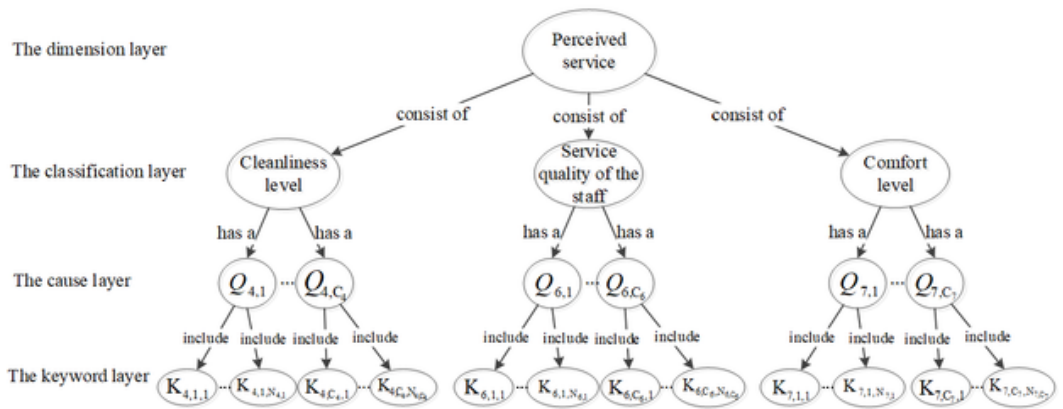 The dimension layer
Perceived
service
consist of
consist of
consist of
The classification layer
Cleanliness
level
Service
quality of the
staff
Comfort
level
has a
has a
has a
has a
has a
has a
The cause layer
Q4,1 ... Q4,C4
Q6,1 ... Q6,C6
Q7,1 ... Q7,C7
include include include include
include include include include
include include include include
The keyword layer
K4,1,1 ... K4,1,N4,1 K4,C4,1 ... K4,C4,N4,C4
K6,1,1 ... K6,1,N6,1 K6,C6,1 ... K6,C6,N6,C6
K7,1,1 ... K7,1,N7,1 K7,C7,1 ... K7,C7,N7,C7